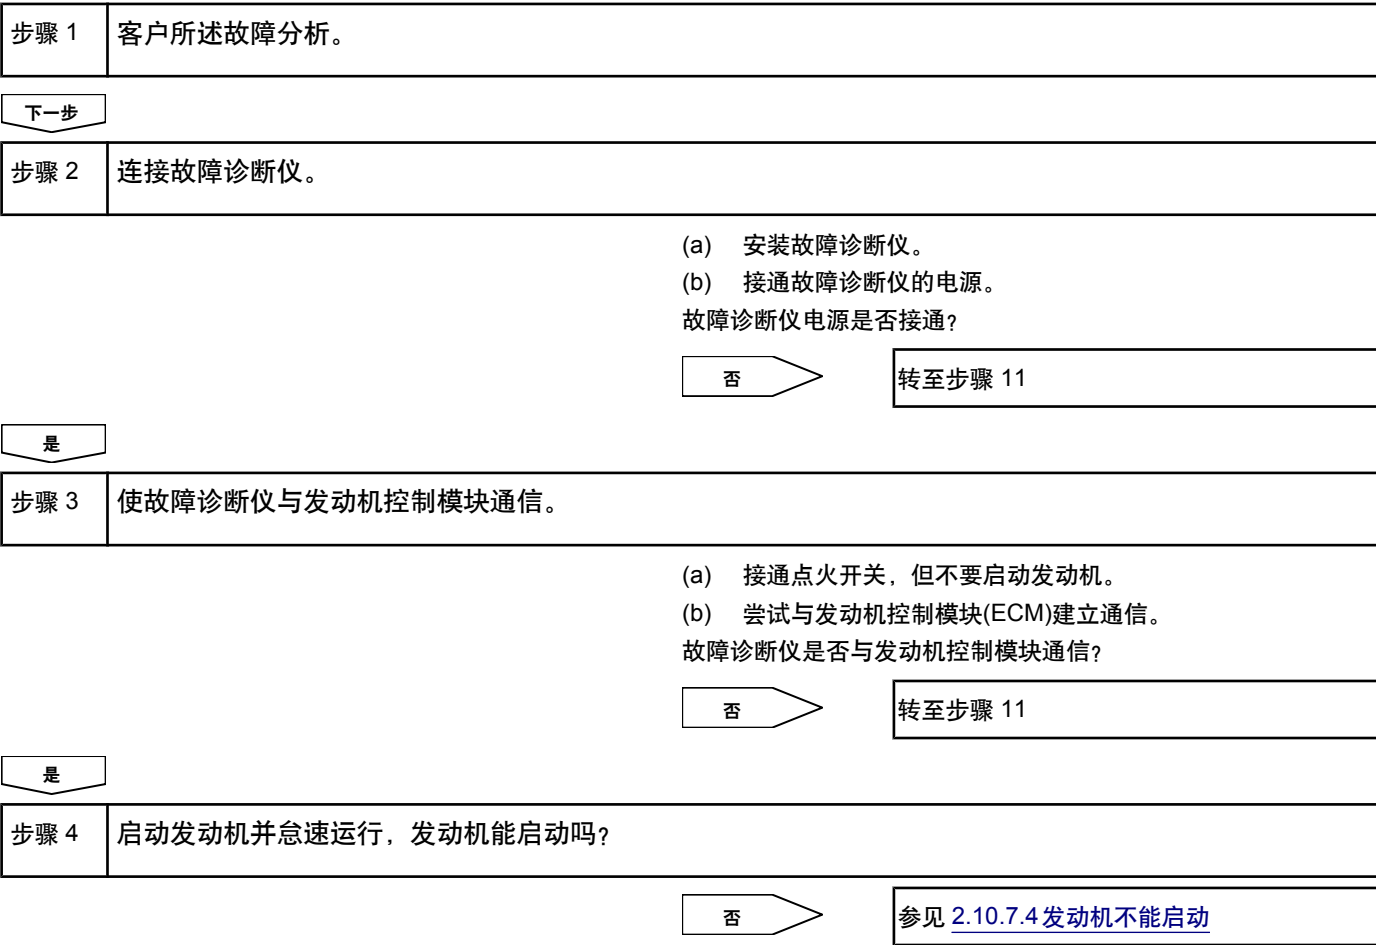 步骤 1 客户所述故障分析。
下一步
步骤 2 连接故障诊断仪。
(a) 安装故障诊断仪。
(b) 接通故障诊断仪的电源。
故障诊断仪电源是否接通?
否 转至步骤 11
是
步骤 3 使故障诊断仪与发动机控制模块通信。
(a) 接通点火开关，但不要启动发动机。
(b) 尝试与发动机控制模块(ECM)建立通信。
故障诊断仪是否与发动机控制模块通信?
否 转至步骤 11
是
步骤 4 启动发动机并怠速运行，发动机能启动吗?
否 参见 2.10.7.4发动机不能启动